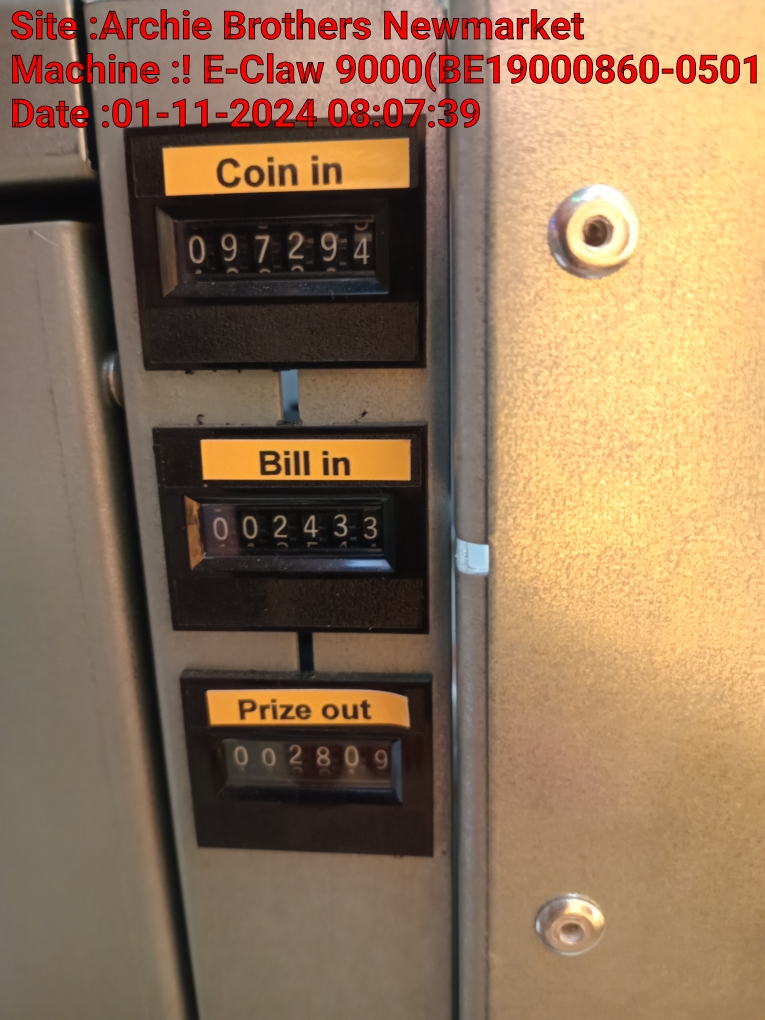 Site :Archie Brothers Newmarket
Machine :! E-Claw 9000(BE19000860-0501
Date :01-11-2024 08:07:39
Coin in
097294
Bill in
002433
Prize out
002809